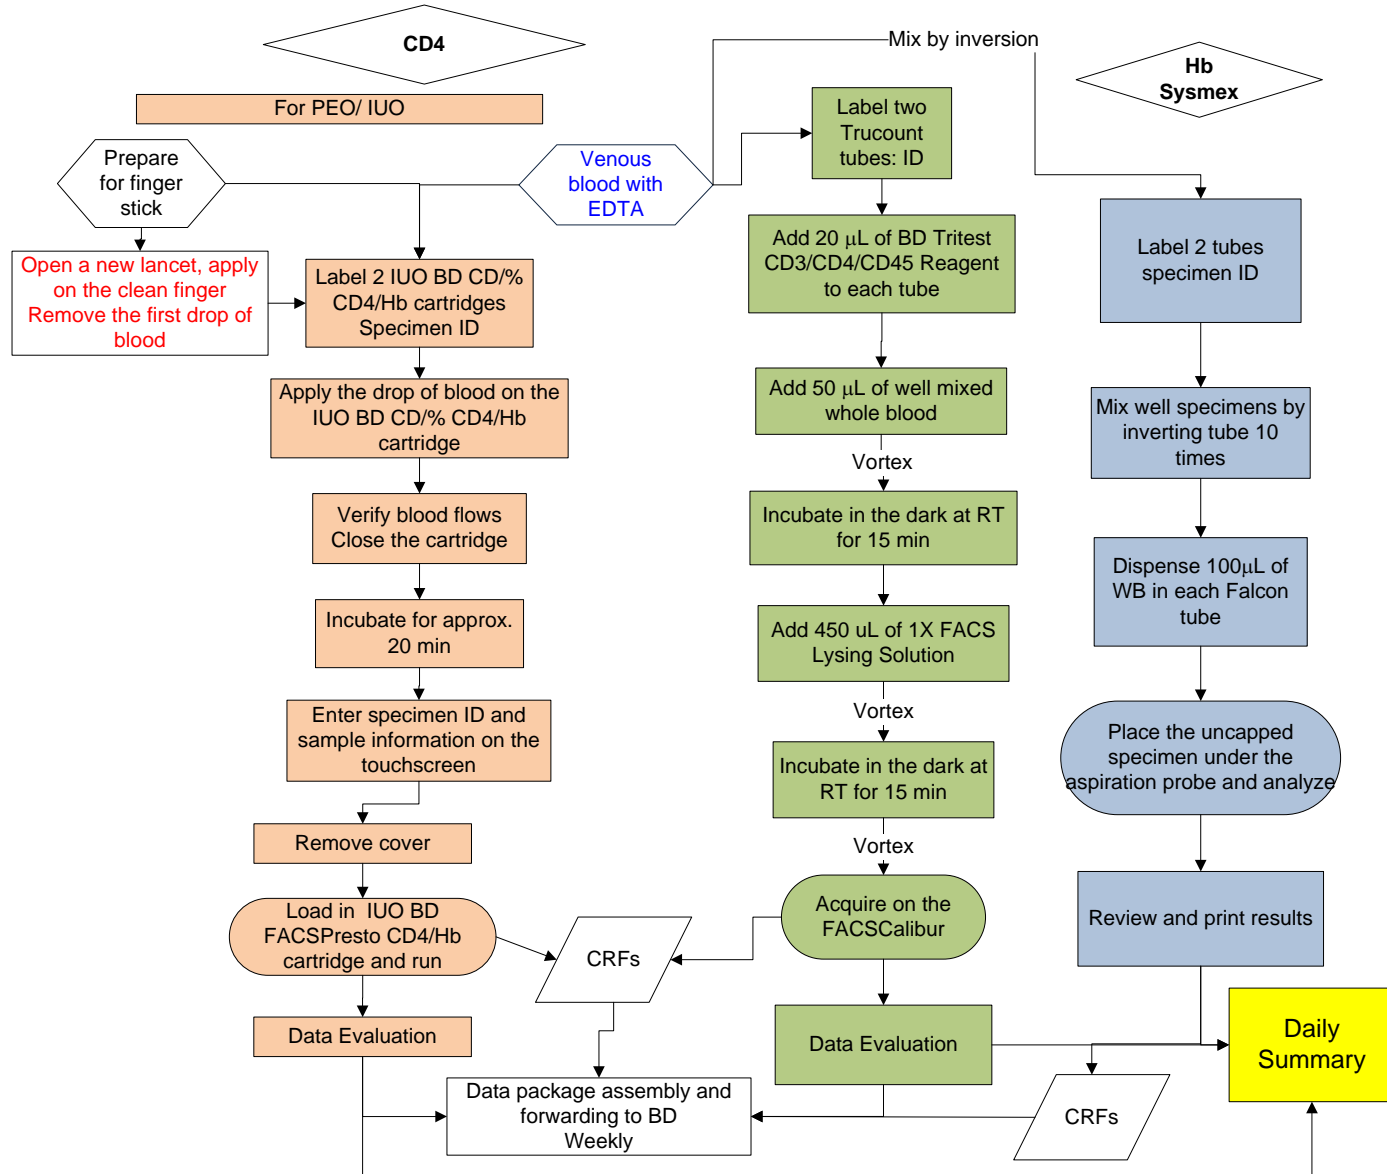 CD4
Mix by inversion
Hb
Sysmex
For PEO/ IUO
Prepare
for finger
stick
Venous
blood with
EDTA
Label two
Trucount
tubes: ID
Open a new lancet, apply
on the clean finger
Remove the first drop of
blood
Label 2 IUO BD CD/%
CD4/Hb cartridges
Specimen ID
Add 20 μL of BD Tritest
CD3/CD4/CD45 Reagent
to each tube
Label 2 tubes
specimen ID
Apply the drop of blood on the
IUO BD CD/% CD4/Hb
cartridge
Add 50 μL of well mixed
whole blood
Mix well specimens by
inverting tube 10
times
Vortex
Verify blood flows
Close the cartridge
Incubate in the dark at RT
for 15 min
Dispense 100μL of
WB in each Falcon
tube
Incubate for approx.
20 min
Add 450 uL of 1X FACS
Lysing Solution
Vortex
Enter specimen ID and
sample information on the
touchscreen
Incubate in the dark at
RT for 15 min
Place the uncapped
specimen under the
aspiration probe and analyze
Remove cover
Vortex
Load in  IUO BD
FACSPresto CD4/Hb
cartridge and run
CRFs
Acquire on the
FACSCalibur
Review and print results
Data Evaluation
Data Evaluation
Daily
Summary
Data package assembly and
forwarding to BD
Weekly
CRFs